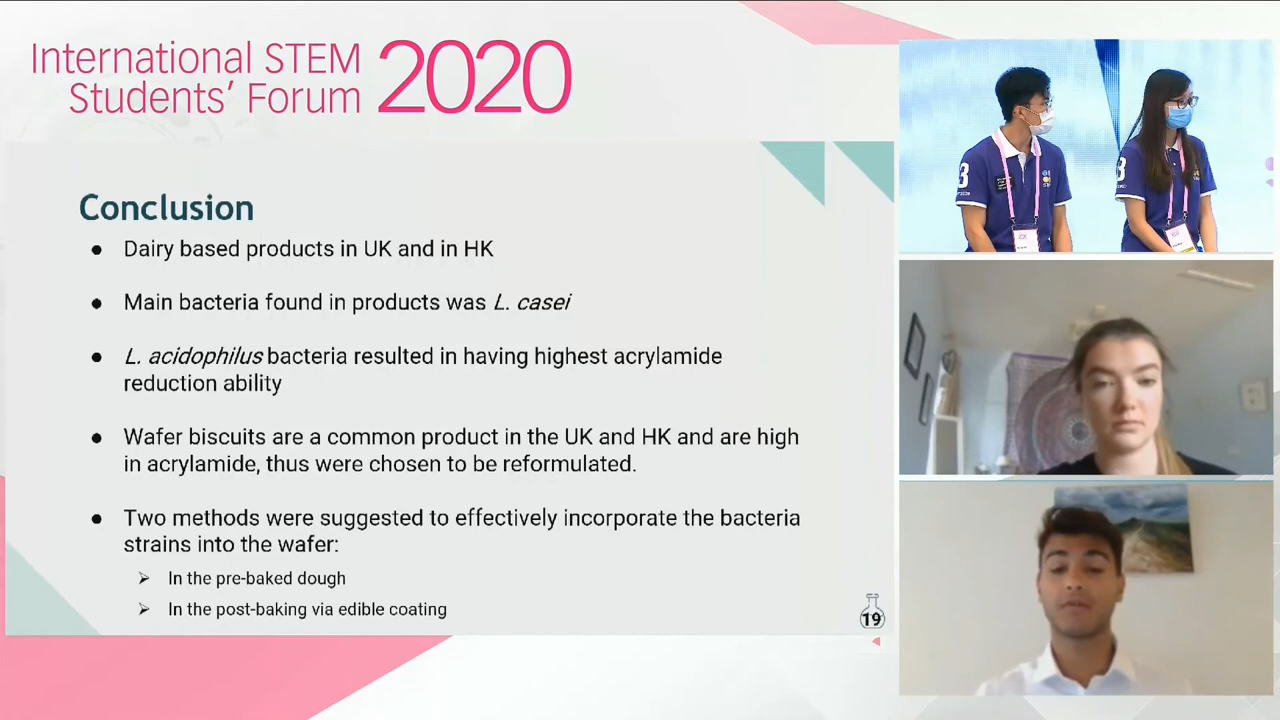 International STEM
Students' Forum
2020
Conclusion
● Dairy based products in UK and in HK
● Main bacteria found in products was L. casei
● L. acidophilus bacteria resulted in having highest acrylamide
reduction ability
● Wafer biscuits are a common product in the UK and HK and are high
in acrylamide, thus were chosen to be reformulated.
● Two methods were suggested to effectively incorporate the bacteria
strains into the wafer:
➢ In the pre-baked dough
➢ In the post-baking via edible coating
19
3
3